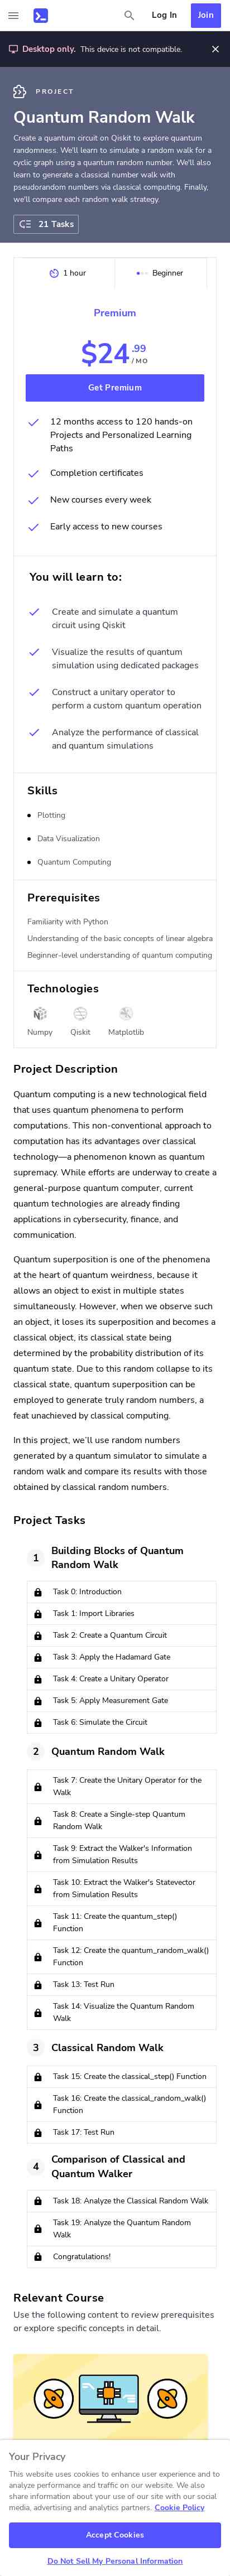 Log In
Join
Desktop only. This device is not compatible.
PROJECT
Quantum Random Walk
Create a quantum circuit on Qiskit to explore quantum
randomness. We'll learn to simulate a random walk for a
cyclic graph using a quantum random number. We'll also
learn to generate a classical number walk with
pseudorandom numbers via classical computing. Finally,
we'll compare each random walk strategy.
21 Tasks
1 hour
Beginner
Premium
$24.99
/ MO
Get Premium
12 months access to 120 hands-on
Projects and Personalized Learning
Paths
Completion certificates
New courses every week
Early access to new courses
You will learn to:
Create and simulate a quantum
circuit using Qiskit
Visualize the results of quantum
simulation using dedicated packages
Construct a unitary operator to
perform a custom quantum operation
Analyze the performance of classical
and quantum simulations
Skills
Plotting
Data Visualization
Quantum Computing
Prerequisites
Familiarity with Python
Understanding of the basic concepts of linear algebra
Beginner-level understanding of quantum computing
Technologies
Numpy
Qiskit
Matplotlib
Project Description
Quantum computing is a new technological field
that uses quantum phenomena to perform
computations. This non-conventional approach to
computation has its advantages over classical
technology—a phenomenon known as quantum
supremacy. While efforts are underway to create a
general-purpose quantum computer, current
quantum technologies are already finding
applications in cybersecurity, finance, and
communication.
Quantum superposition is one of the phenomena
at the heart of quantum weirdness, because it
allows an object to exist in multiple states
simultaneously. However, when we observe such
an object, it loses its superposition and becomes a
classical object, its classical state being
determined by the probability distribution of its
quantum state. Due to this random collapse to its
classical state, quantum superposition can be
employed to generate truly random numbers, a
feat unachieved by classical computing.
In this project, we'll use random numbers
generated by a quantum simulator to simulate a
random walk and compare its results with those
obtained by classical random numbers.
Project Tasks
1
Building Blocks of Quantum
Random Walk
Task 0: Introduction
Task 1: Import Libraries
Task 2: Create a Quantum Circuit
Task 3: Apply the Hadamard Gate
Task 4: Create a Unitary Operator
Task 5: Apply Measurement Gate
Task 6: Simulate the Circuit
2
Quantum Random Walk
Task 7: Create the Unitary Operator for the
Walk
Task 8: Create a Single-step Quantum
Random Walk
Task 9: Extract the Walker's Information
from Simulation Results
Task 10: Extract the Walker's Statevector
from Simulation Results
Task 11: Create the quantum_step()
Function
Task 12: Create the quantum_random_walk()
Function
Task 13: Test Run
Task 14: Visualize the Quantum Random
Walk
3
Classical Random Walk
Task 15: Create the classical_step() Function
Task 16: Create the classical_random_walk()
Function
Task 17: Test Run
4
Comparison of Classical and
Quantum Walker
Task 18: Analyze the Classical Random Walk
Task 19: Analyze the Quantum Random
Walk
Congratulations!
Relevant Course
Use the following content to review prerequisites
or explore specific concepts in detail.
Your Privacy
This website uses cookies to enhance user experience and to
analyze performance and traffic on our website. We also
share information about your use of our site with our social
media, advertising and analytics partners. Cookie Policy
Accept Cookies
Do Not Sell My Personal Information